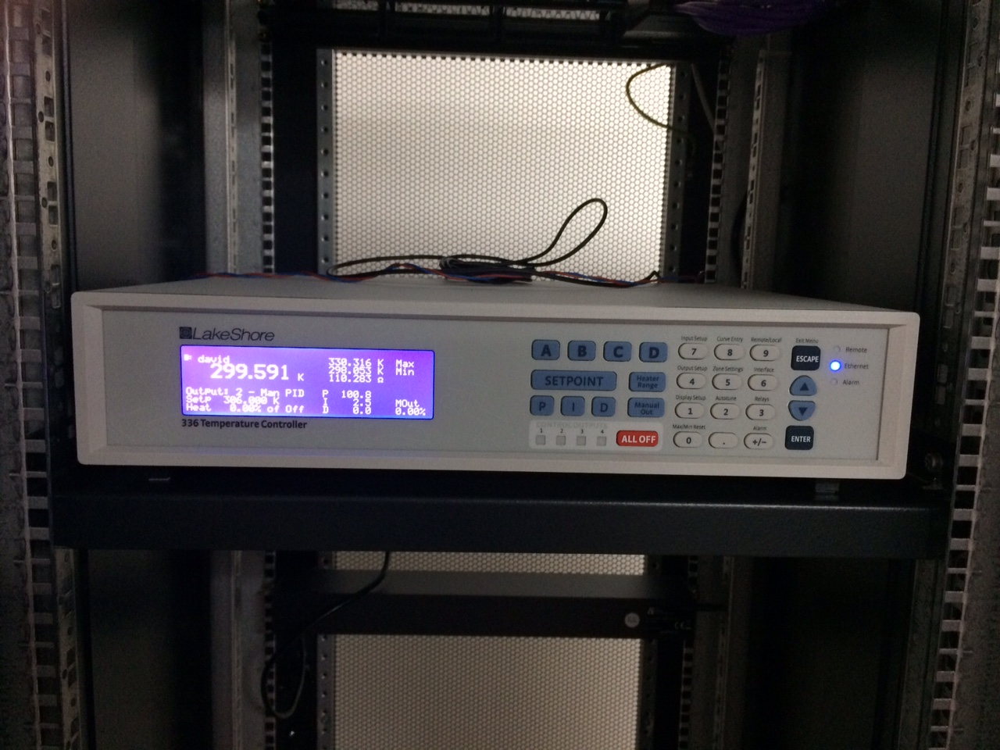 LakeShore
david
299.591 K
330.316 K Max
298.053 K Min
110.283 Ω
Output: 2 - Man PID
SetP 306.000 K
Heat 0.00% of Off
P 100.8
I 2.5
D 0.0
MOut
0.00%
336 Temperature Controller
A B C D
SETPOINT
Heater
Range
P I D
Manual
Out
CONTROL OUTPUTS
1 2 3 4
ALL OFF
Input Setup Curve Entry Remote/Local
7 8 9
Output Setup Zone Settings Interface
4 5 6
Display Setup Autotune Relays
1 2 3
Max/Min Reset Alarm
0 . +/−
Exit Menu
ESCAPE
ENTER
Remote
Ethernet
Alarm
CE